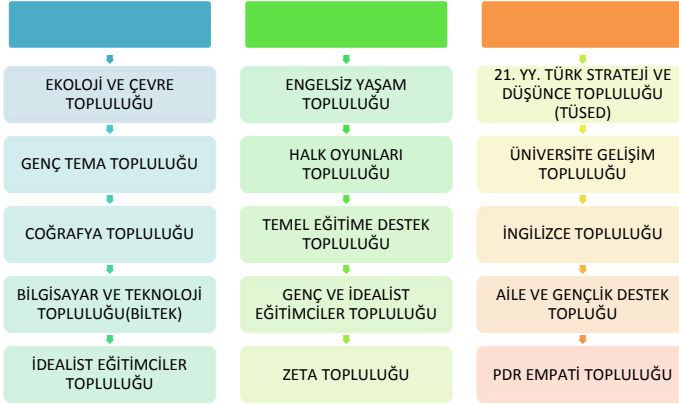 EKOLOJİ VE ÇEVRE
TOPLULUĞU
GENÇ TEMA TOPLULUĞU
COĞRAFYA TOPLULUĞU
BİLGİSAYAR VE TEKNOLOJİ
TOPLULUĞU(BİLTEK)
İDEALİST EĞİTİMCİLER
TOPLULUĞU
ENGELSİZ YAŞAM
TOPLULUĞU
HALK OYUNLARI
TOPLULUĞU
TEMEL EĞİTİME DESTEK
TOPLULUĞU
GENÇ VE İDEALİST
EĞİTİMCİLER TOPLULUĞU
ZETA TOPLULUĞU
21. YY. TÜRK STRATEJİ VE
DÜŞÜNCE TOPLULUĞU
(TÜSED)
ÜNİVERSİTE GELİŞİM
TOPLULUĞU
İNGİLİZCE TOPLULUĞU
AİLE VE GENÇLİK DESTEK
TOPLUĞU
PDR EMPATİ TOPLULUĞU